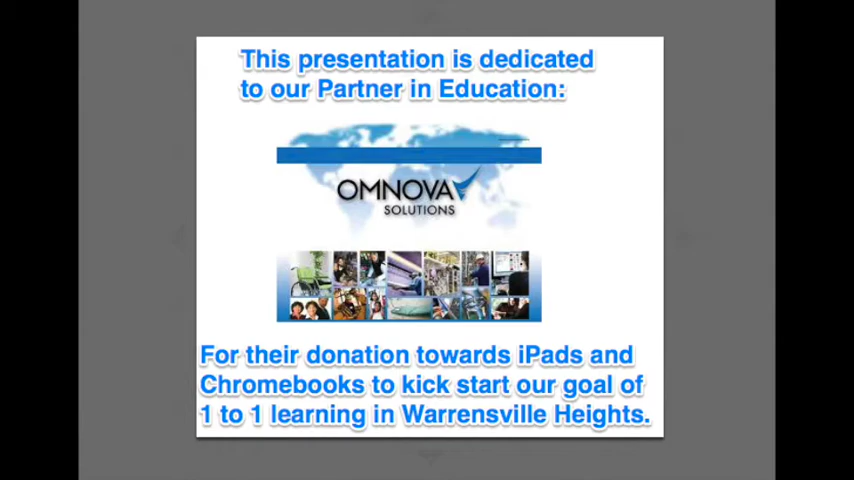 This presentation is dedicated
to our Partner in Education:
OMNOVA
SOLUTIONS
For their donation towards iPads and
Chromebooks to kick start our goal of
1 to 1 learning in Warrensville Heights.